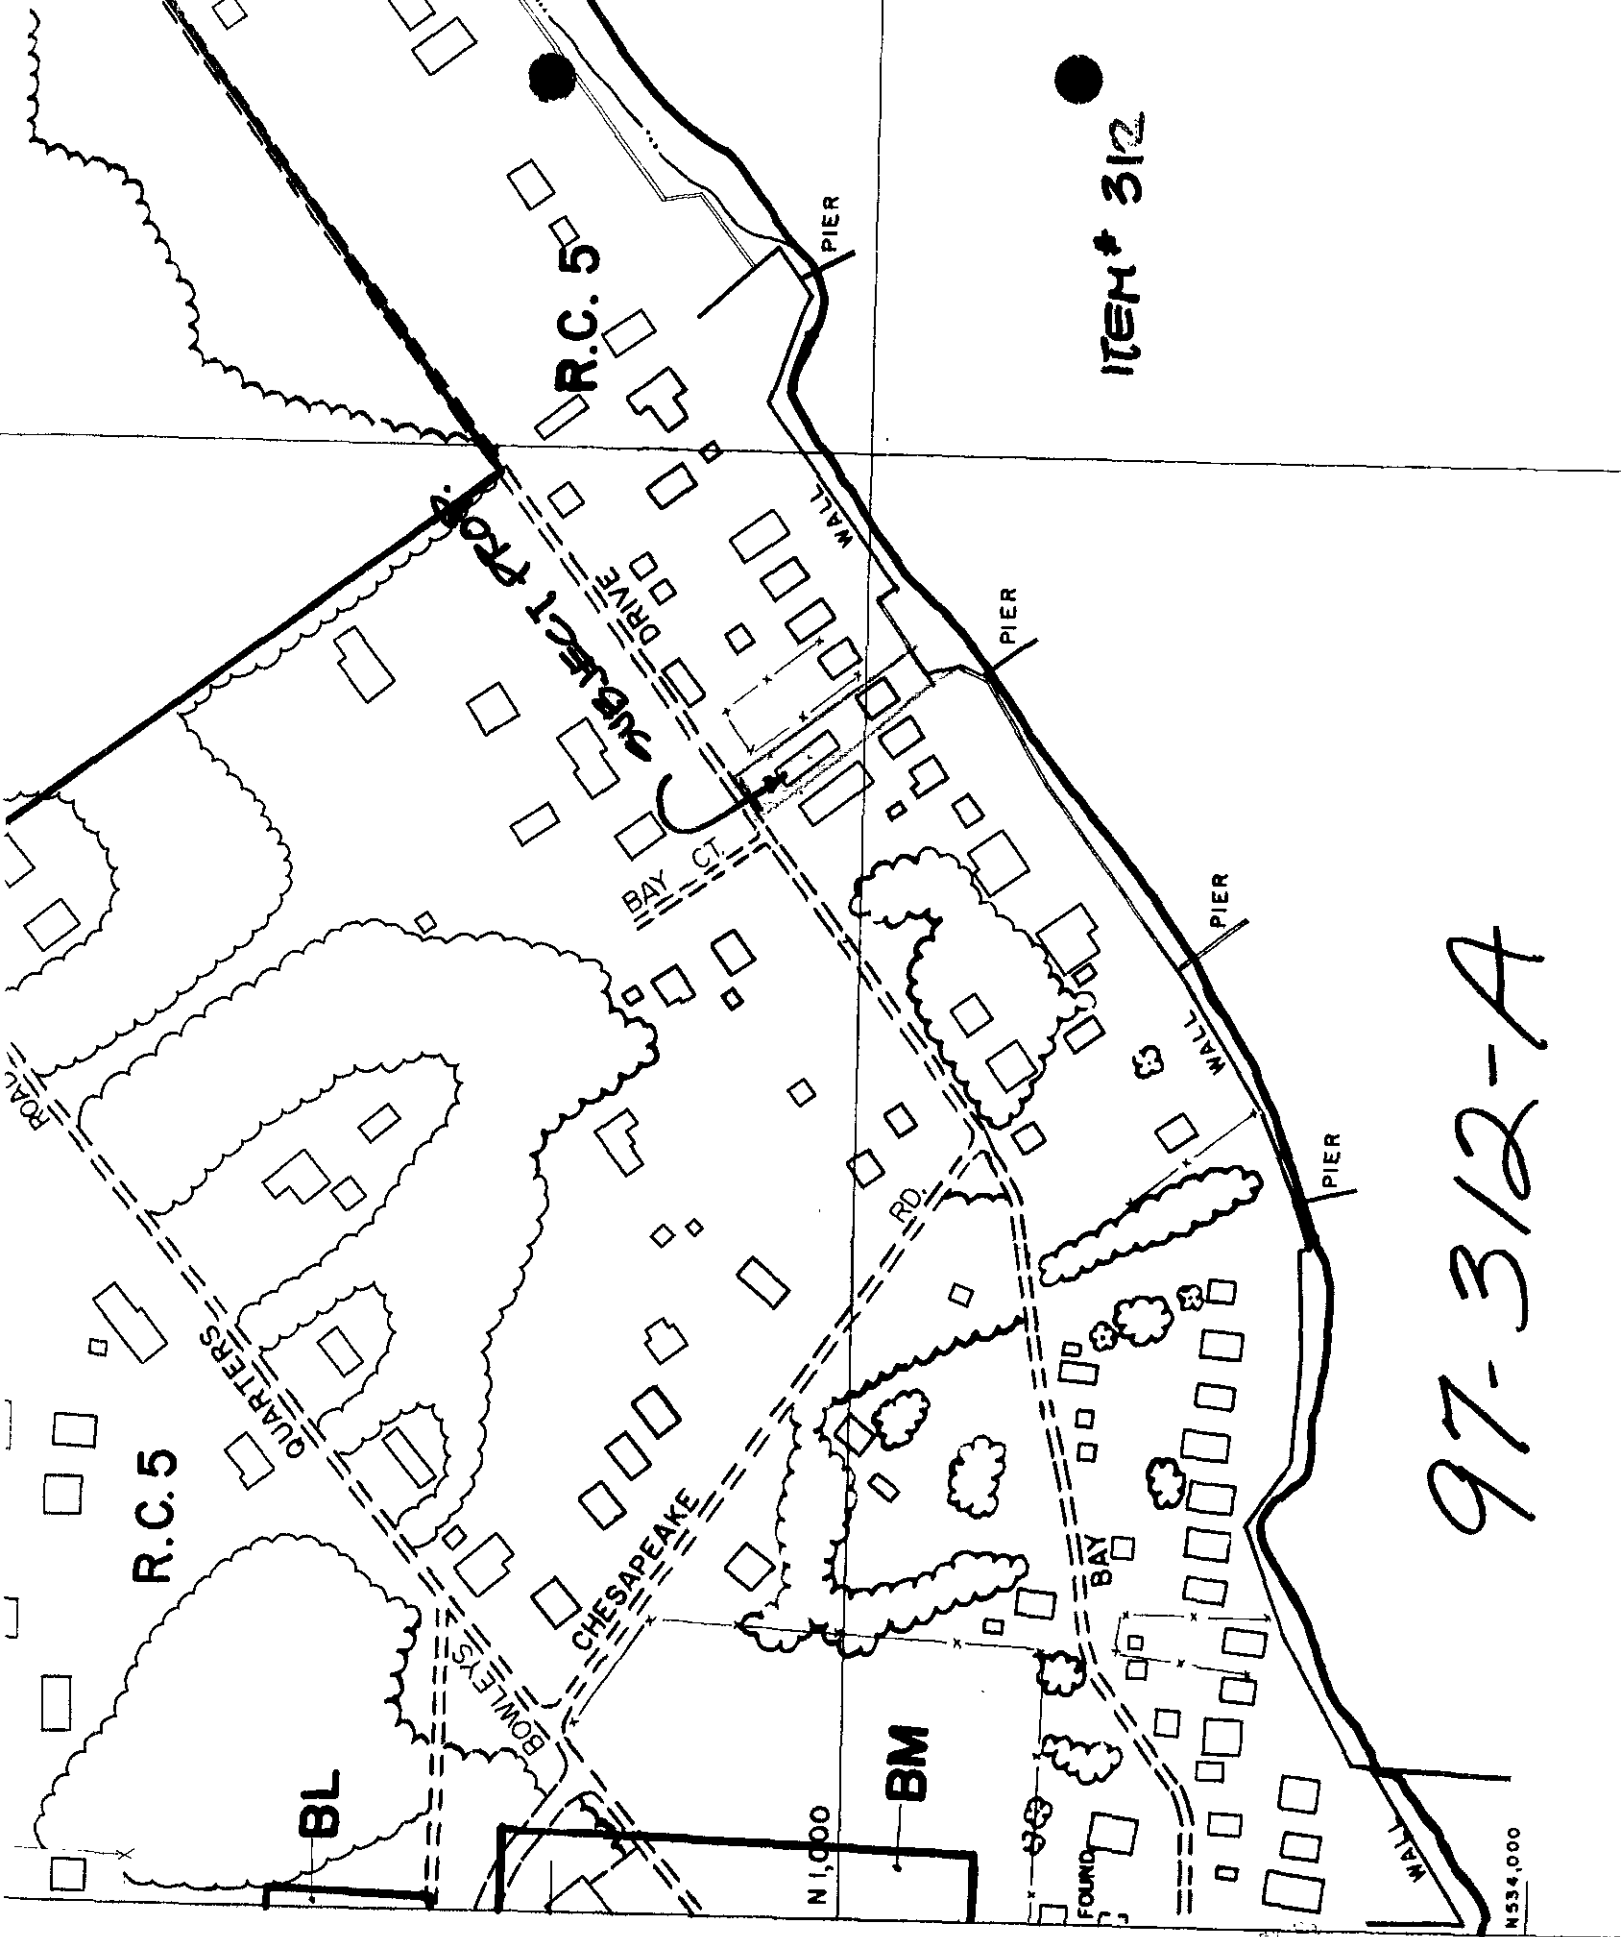 R.C. 5
PIER
ITEM # 312
SUBJECT PROP.
WALL
DRIVE
PIER
BAY CT.
PIER
WALL
ROAD
97-312-A
PIER
RD.
QUARTERS
R.C. 5
CHESAPEAKE
BAY
BOWLEYS
BL
BM
N 1,000
FOUND
WALL
N534,000